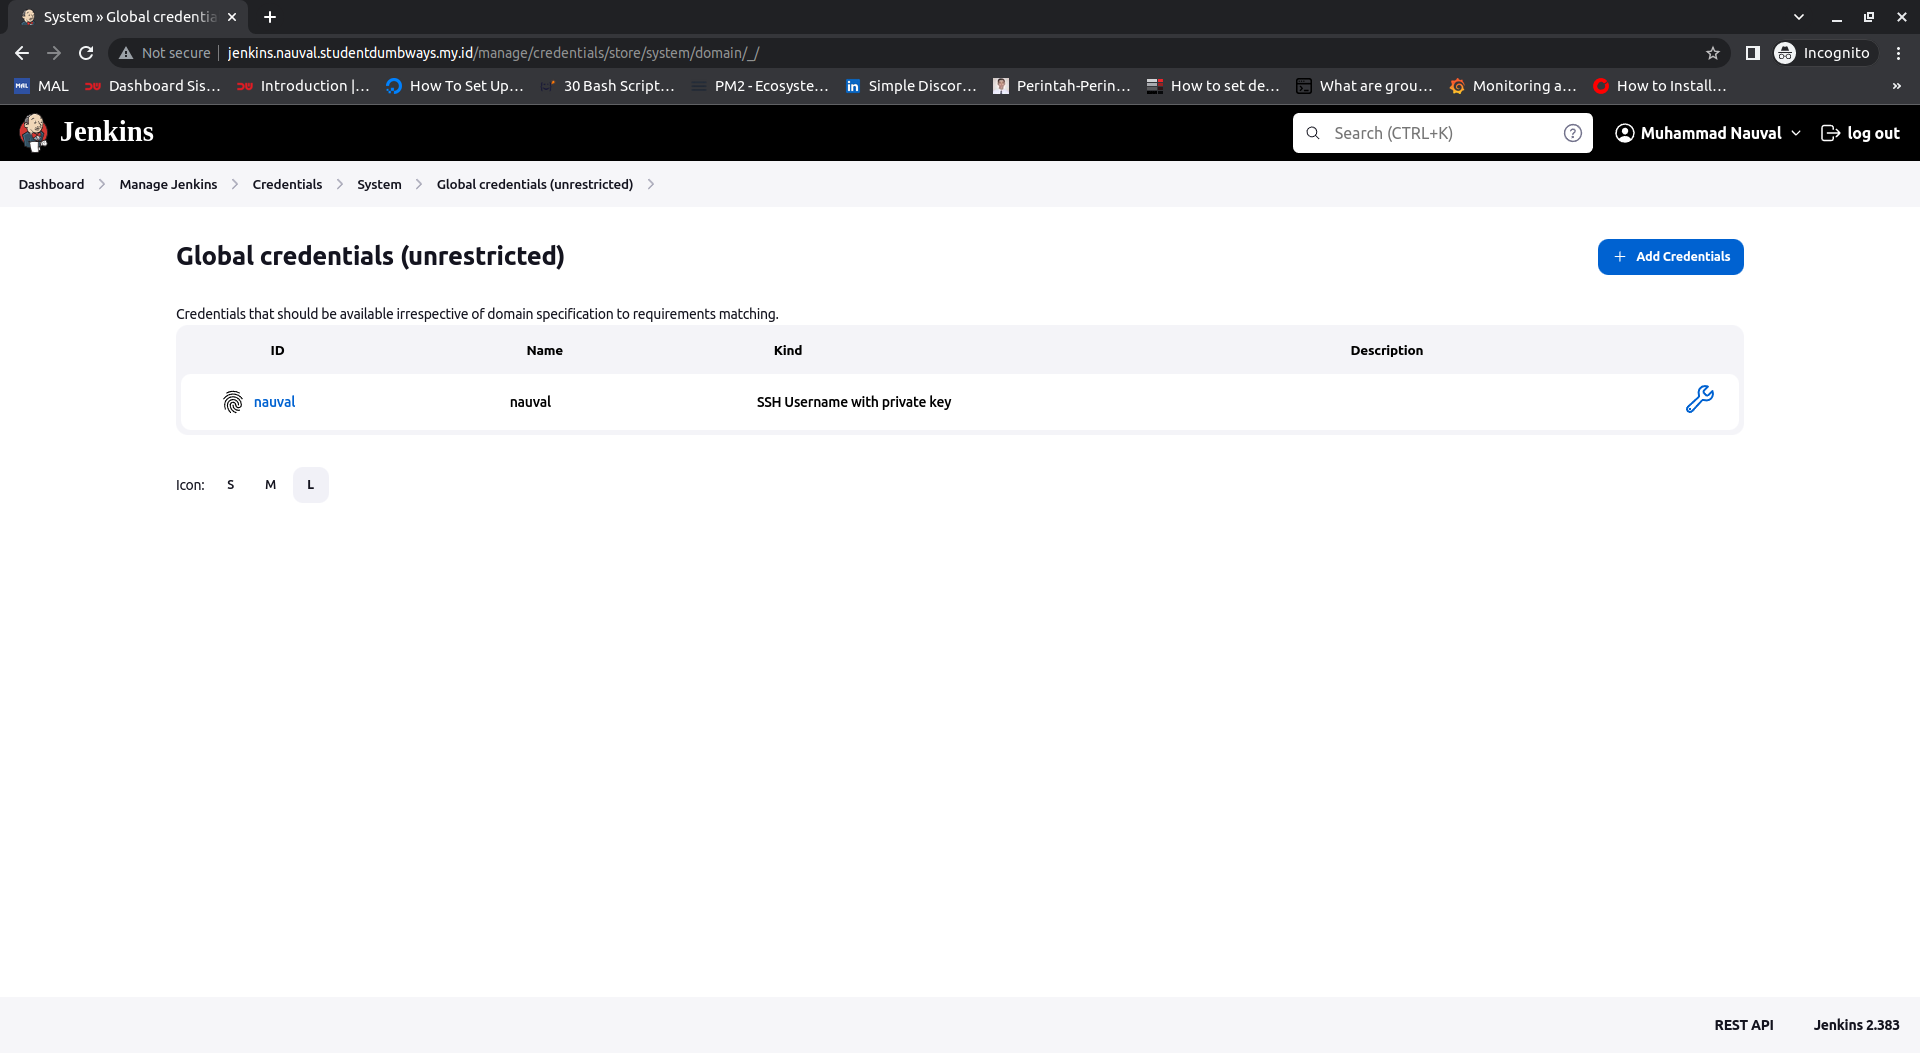 System » Global credentia
Not secure jenkins.nauval.studentdumbways.my.id/manage/credentials/store/system/domain/_/
Incognito
MAL Dashboard Sis... Introduction |... How To Set Up,... 30 Bash Script... PM2 - Ecosyste... Simple Discor... Perintah-Perin... How to set de... What are grou... Monitoring a... How to Install... »
Jenkins
Search (CTRL+K)
Muhammad Nauval
log out
Dashboard Manage Jenkins Credentials System Global credentials (unrestricted)
Global credentials (unrestricted)
+ Add Credentials
Credentials that should be available irrespective of domain specification to requirements matching.
ID Name Kind Description
nauval nauval SSH Username with private key
Icon: S M L
REST API Jenkins 2.383